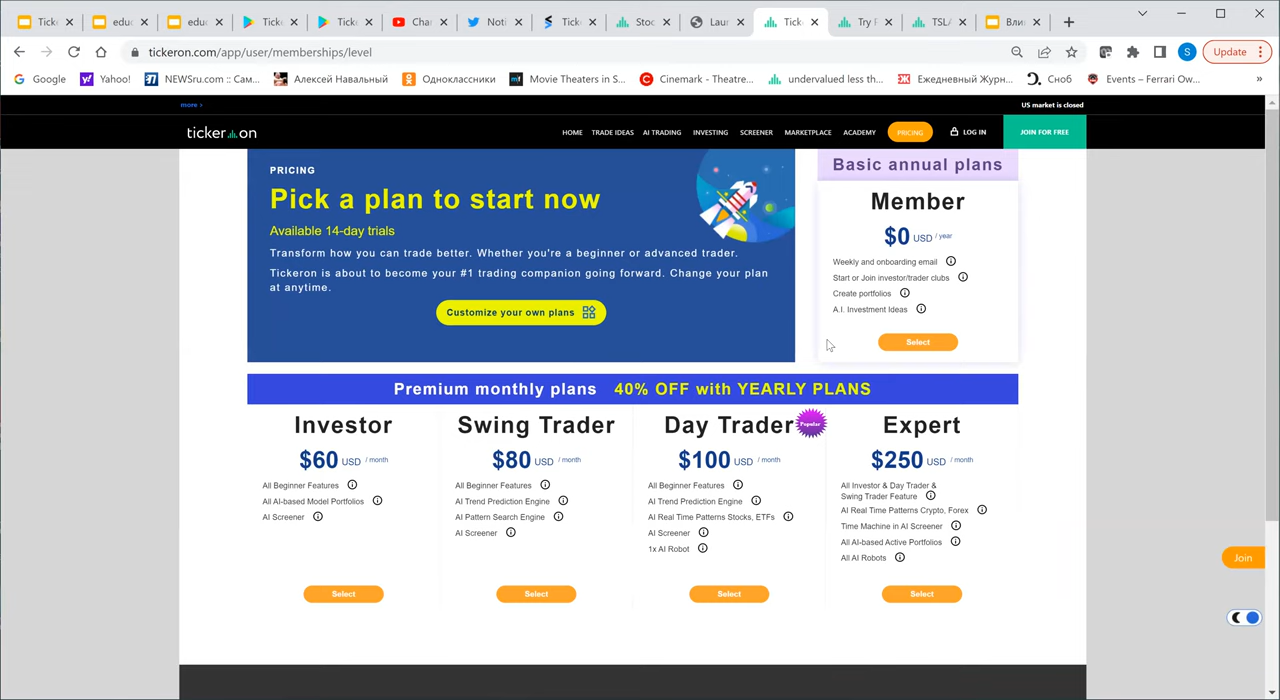 Ticke
educ
educ
Ticke
Ticke
Cha
Noti
Ticke
Stoc
Laun
Tick
Try
TSLA
Вли
tickeron.com/app/user/memberships/level
S
Update
Google
Yahoo!
NEWSru.com :: Сам...
Алексей Навальный
Одноклассники
Movie Theaters in S...
Cinemark - Theatre...
undervalued less th...
Ежедневный Журн...
Сноб
Events – Ferrari Ow...
»
more >
US market is closed
tickeron
HOME
TRADE IDEAS
AI TRADING
INVESTING
SCREENER
MARKETPLACE
ACADEMY
PRICING
LOG IN
JOIN FOR FREE
PRICING
Pick a plan to start now
Available 14-day trials
Transform how you can trade better. Whether you're a beginner or advanced trader.
Tickeron is about to become your #1 trading companion going forward. Change your plan
at anytime.
Customize your own plans
Basic annual plans
Member
$0 USD / year
Weekly and onboarding email
Start or Join investor/trader clubs
Create portfolios
A.I. Investment Ideas
Select
Premium monthly plans 40% OFF with YEARLY PLANS
Investor
$60 USD / month
All Beginner Features
All AI-based Model Portfolios
AI Screener
Select
Swing Trader
$80 USD / month
All Beginner Features
AI Trend Prediction Engine
AI Pattern Search Engine
AI Screener
Select
Day Trader
Popular
$100 USD / month
All Beginner Features
AI Trend Prediction Engine
AI Real Time Patterns Stocks, ETFs
AI Screener
1x AI Robot
Select
Expert
$250 USD / month
All Investor & Day Trader &
Swing Trader Feature
AI Real Time Patterns Crypto, Forex
Time Machine in AI Screener
All AI-based Active Portfolios
All AI Robots
Select
Join